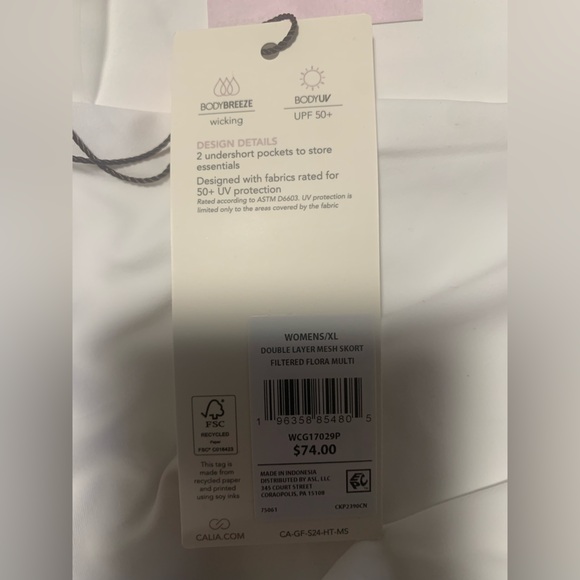 BODYBREEZE
wicking
BODYUV
UPF 50+
DESIGN DETAILS
2 undershort pockets to store
essentials
Designed with fabrics rated for
50+ UV protection
Rated according to ASTM D6603. UV protection is
limited only to the areas covered by the fabric
WOMENS/XL
DOUBLE LAYER MESH SKORT
FILTERED FLORA MULTI
1 96358 85480 5
WCG17029P
$74.00
MADE IN INDONESIA
DISTRIBUTED BY ASL, LLC
345 COURT STREET
CORAOPOLIS, PA 15108
75061
FSC
RECYCLED
This tag is
made from
recycled paper
and printed
using soy inks
CALIA.COM
CA-GF-S24-HT-MS